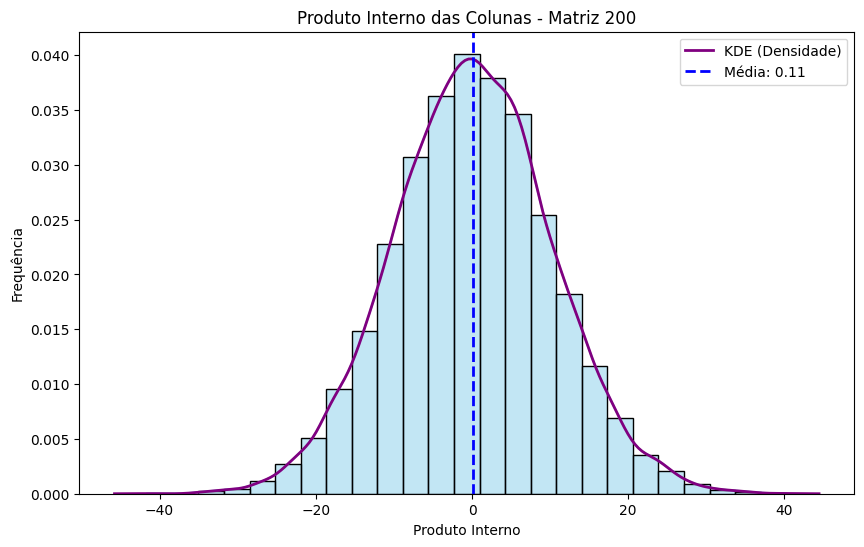 Produto Interno das Colunas - Matriz 200
KDE (Densidade)
Média: 0.11
Frequência
0.040
0.035
0.030
0.025
0.020
0.015
0.010
0.005
0.000
−40
−20
0
20
40
Produto Interno